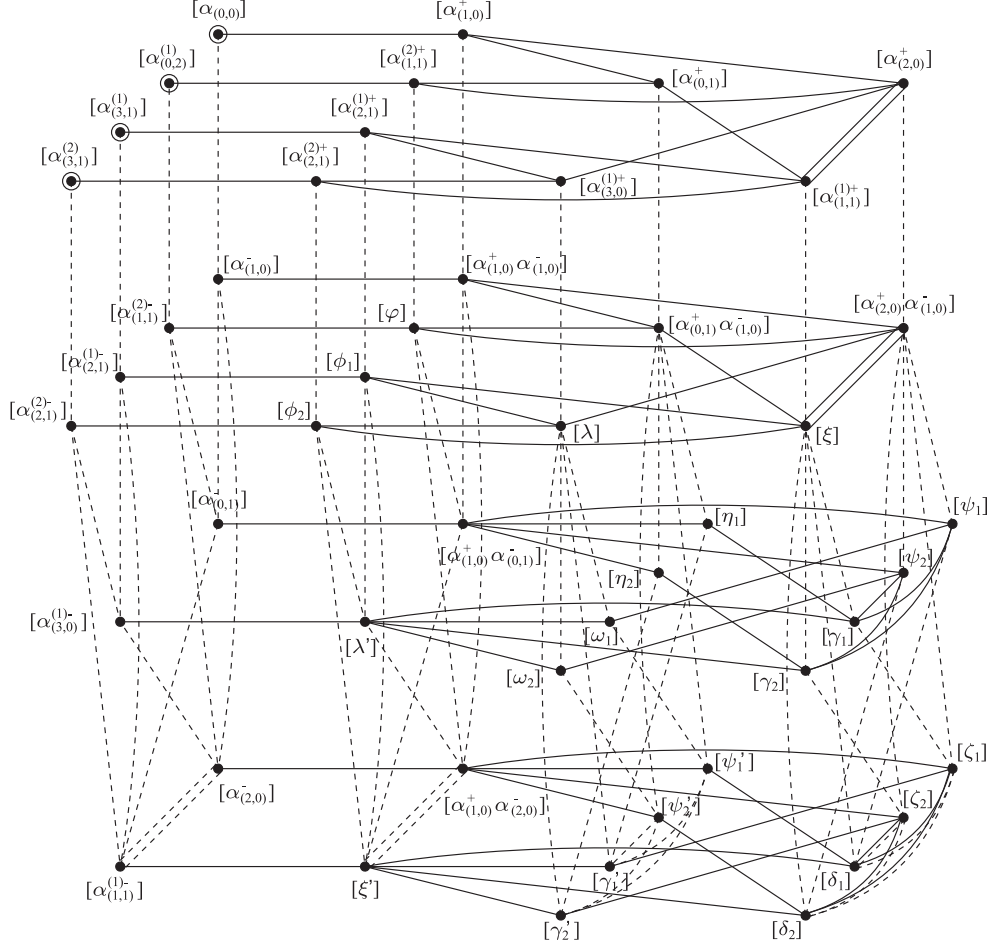 [α_{(0,0)}] [α^{+}_{(1,0)}]
[α^{(1)}_{(0,2)}] [α^{(2)+}_{(1,1)}] [α^{+}_{(0,1)}] [α^{+}_{(2,0)}]
[α^{(1)}_{(3,1)}] [α^{(1)+}_{(2,1)}]
[α^{(2)}_{(3,1)}] [α^{(2)+}_{(2,1)}] [α^{(1)+}_{(3,0)}] [α^{(1)+}_{(1,1)}]
[α^{-}_{(1,0)}] [α^{+}_{(1,0)} α^{-}_{(1,0)}]
[α^{(2)-}_{(1,1)}] [φ] [α^{+}_{(0,1)} α^{-}_{(1,0)}] [α^{+}_{(2,0)} α^{-}_{(1,0)}]
[α^{(1)-}_{(2,1)}] [ϕ_1]
[α^{(2)-}_{(2,1)}] [ϕ_2] [λ] [ξ]
[α^{-}_{(0,1)}] [α^{+}_{(1,0)} α^{-}_{(0,1)}] [η_1] [ψ_1]
[η_2] [ψ_2]
[α^{(1)-}_{(3,0)}] [λ'] [ω_1] [γ_1]
[ω_2] [γ_2]
[α^{-}_{(2,0)}] [α^{+}_{(1,0)} α^{-}_{(2,0)}] [ψ_1'] [ζ_1]
[ψ_2'] [ζ_2]
[α^{(1)-}_{(1,1)}] [ξ'] [γ_1'] [δ_1]
[γ_2'] [δ_2]